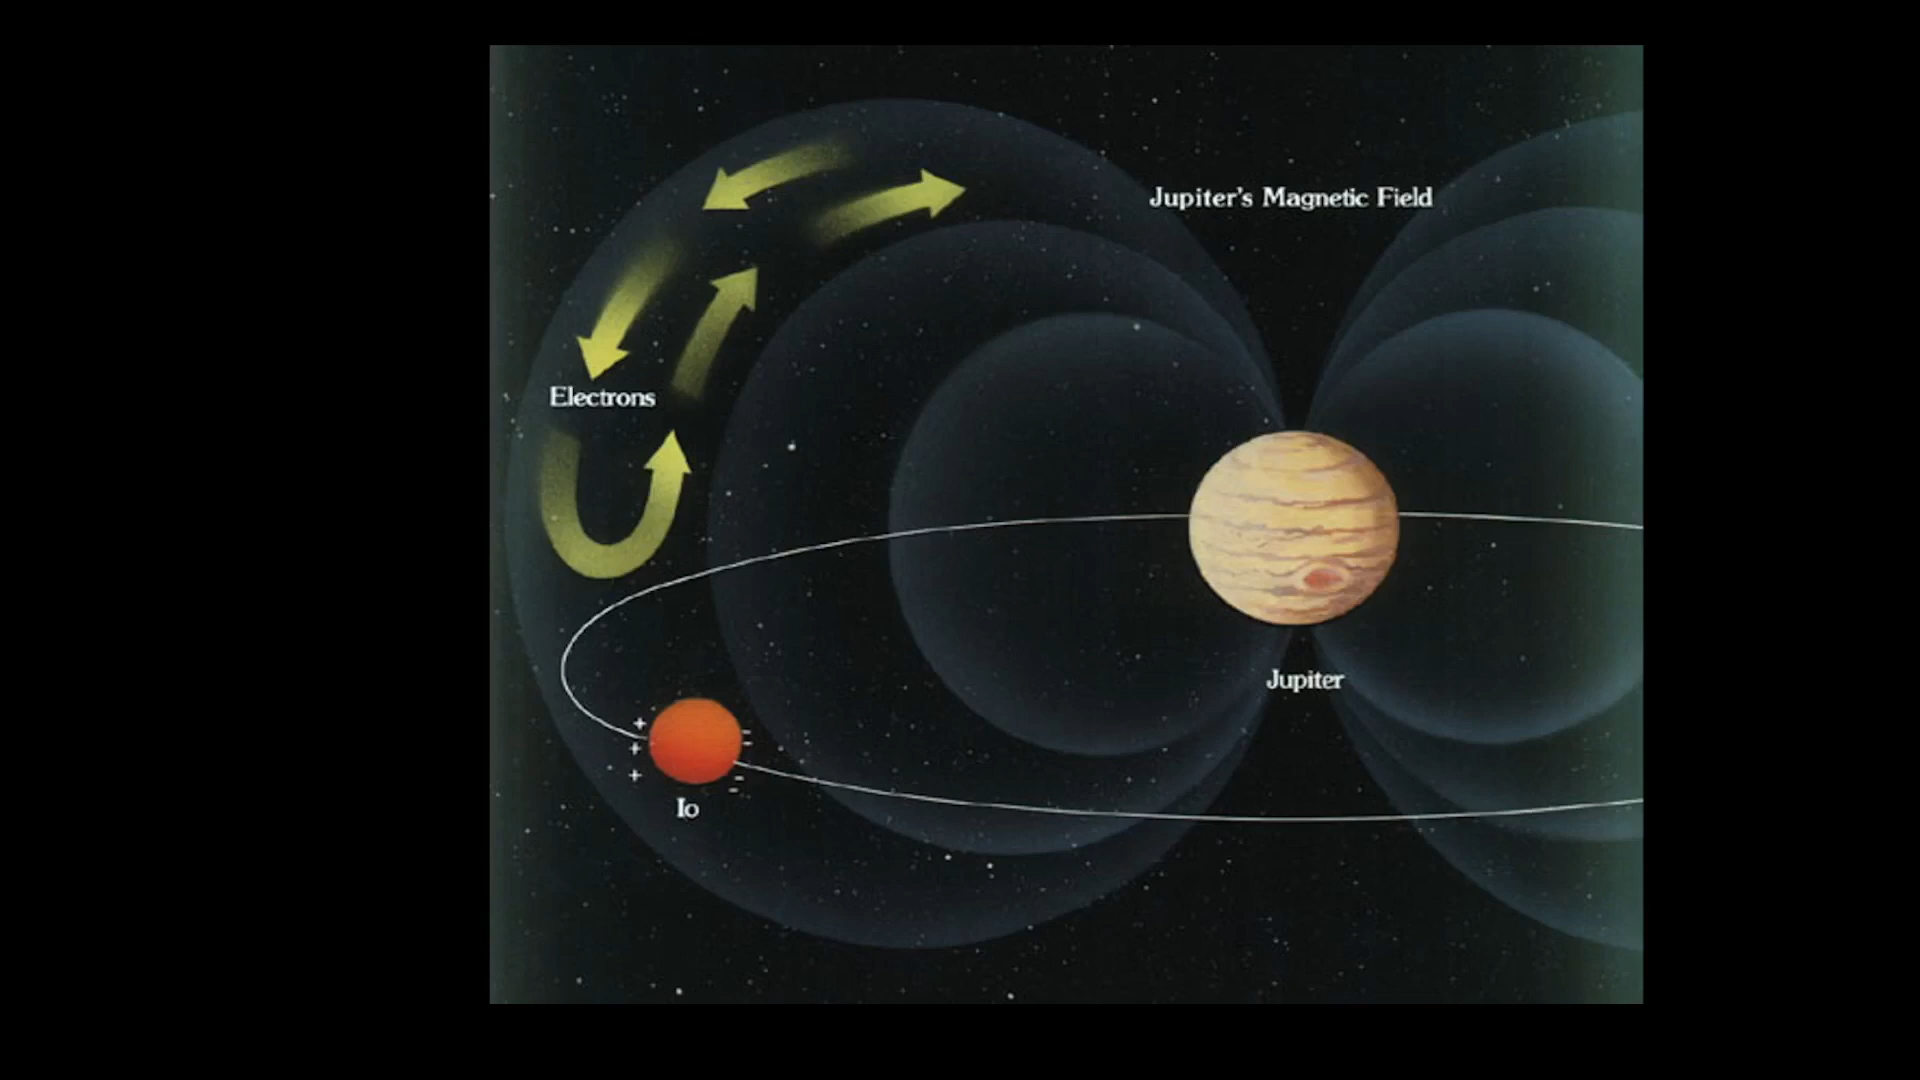 Jupiter's Magnetic Field
Electrons
Jupiter
+
+
+
-
-
-
-
Io